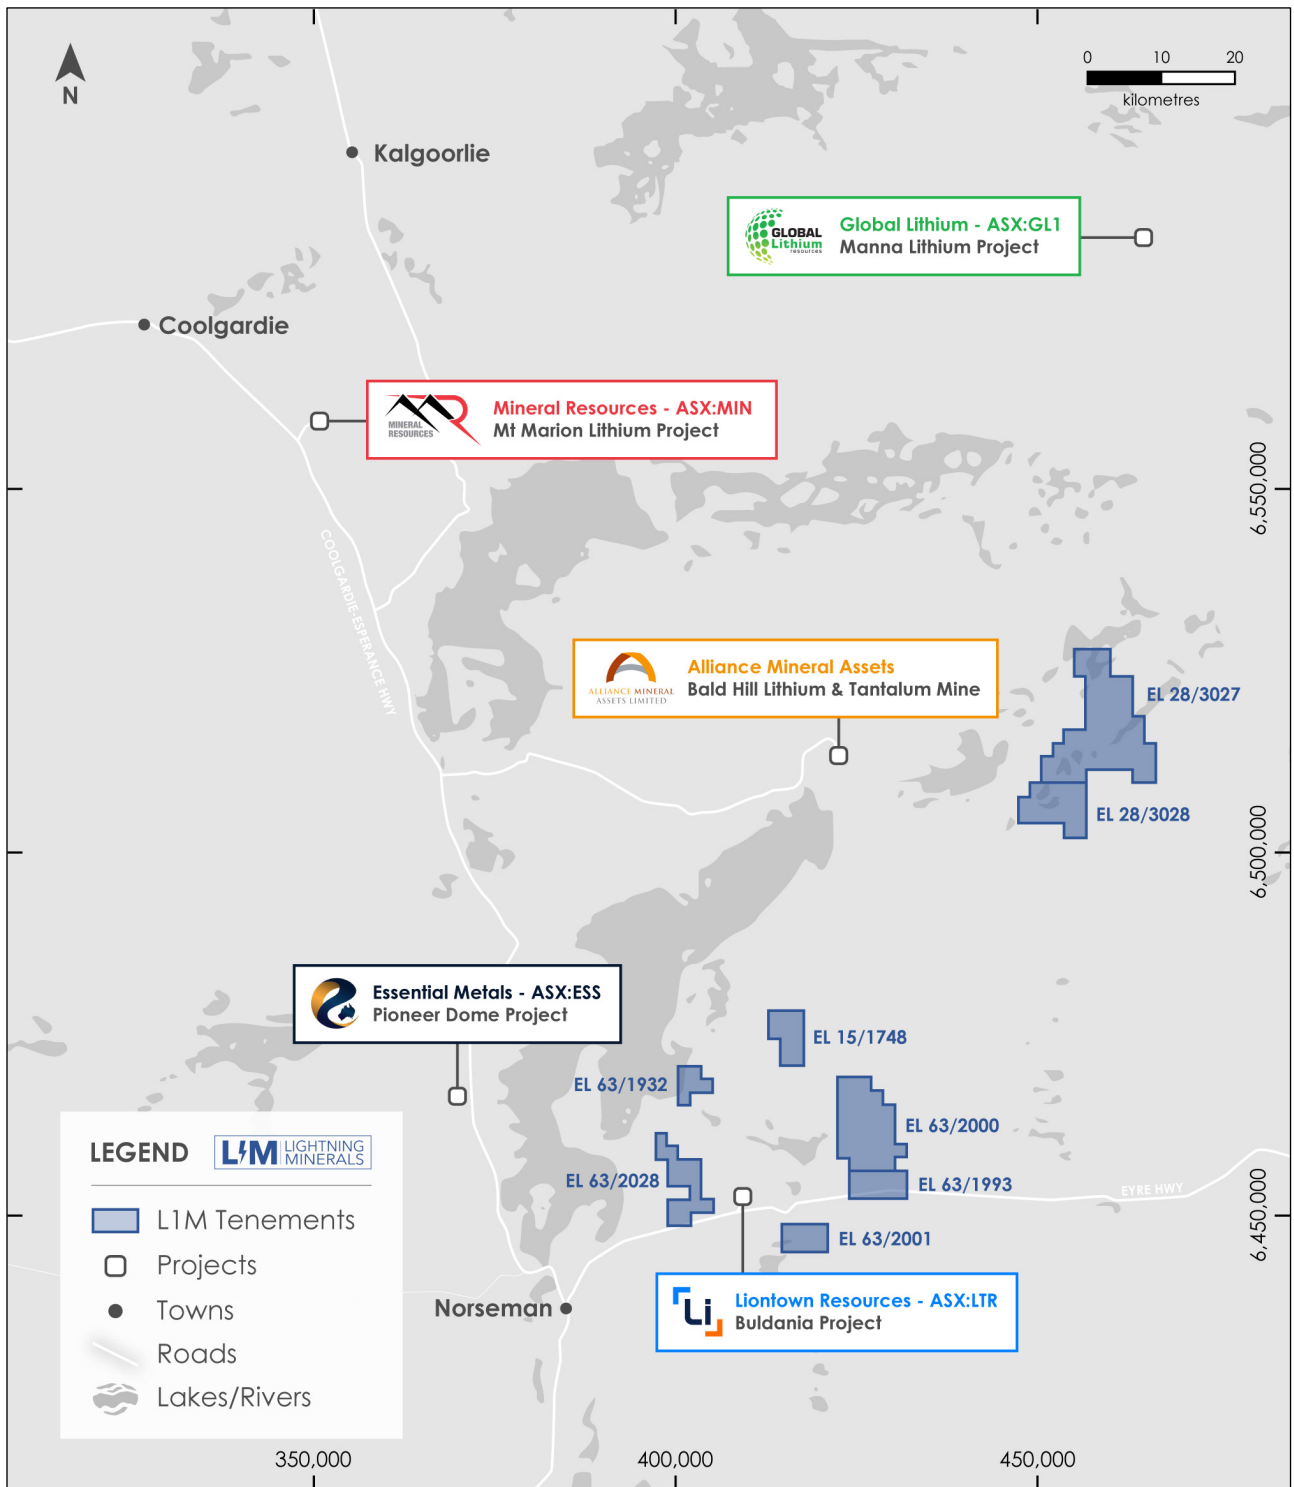 0 10 20
kilometres
N
Kalgoorlie
GLOBAL
Lithium
resources
Global Lithium - ASX:GL1
Manna Lithium Project
Coolgardie
MINERAL
RESOURCES
Mineral Resources - ASX:MIN
Mt Marion Lithium Project
6,550,000
COOLGARDIE-ESPERANCE HWY
ALLIANCE MINERAL
ASSETS LIMITED
Alliance Mineral Assets
Bald Hill Lithium & Tantalum Mine
EL 28/3027
EL 28/3028
6,500,000
Essential Metals - ASX:ESS
Pioneer Dome Project
EL 15/1748
EL 63/1932
EL 63/2000
EL 63/2028
EL 63/1993
EYRE HWY
6,450,000
EL 63/2001
LEGEND
L1M LIGHTNING
MINERALS
L1M Tenements
Projects
Towns
Roads
Lakes/Rivers
Norseman
Li
Liontown Resources - ASX:LTR
Buldania Project
350,000
400,000
450,000